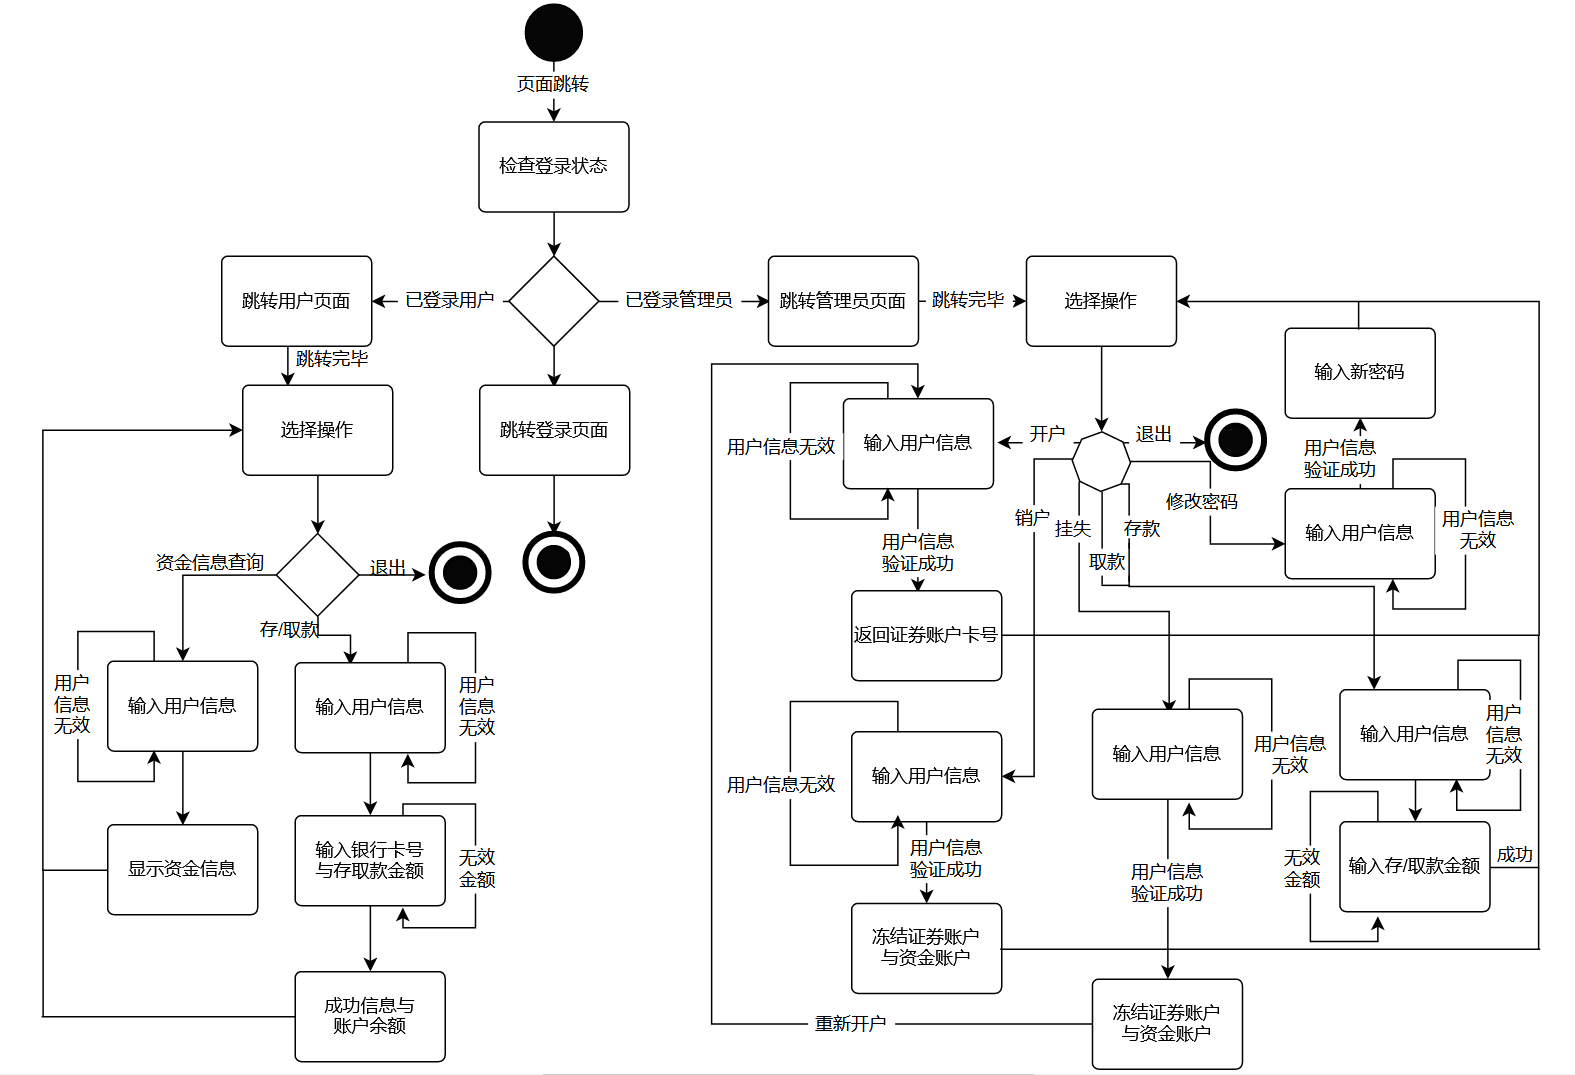 页面跳转
检查登录状态
跳转用户页面
已登录用户
已登录管理员
跳转管理员页面
跳转完毕
选择操作
跳转完毕
选择操作
跳转登录页面
输入新密码
用户信息无效
输入用户信息
开户
退出
用户信息
验证成功
修改密码
销户
挂失
存款
取款
输入用户信息
用户信息
无效
用户信息
验证成功
资金信息查询
退出
存/取款
返回证券账户卡号
用户
信息
无效
输入用户信息
输入用户信息
用户
信息
无效
用户信息无效
输入用户信息
输入用户信息
用户信息
无效
输入用户信息
用户
信息
无效
显示资金信息
输入银行卡号
与存取款金额
无效
金额
用户信息
验证成功
用户信息
验证成功
无效
金额
输入存/取款金额
成功
冻结证券账户
与资金账户
成功信息与
账户余额
重新开户
冻结证券账户
与资金账户